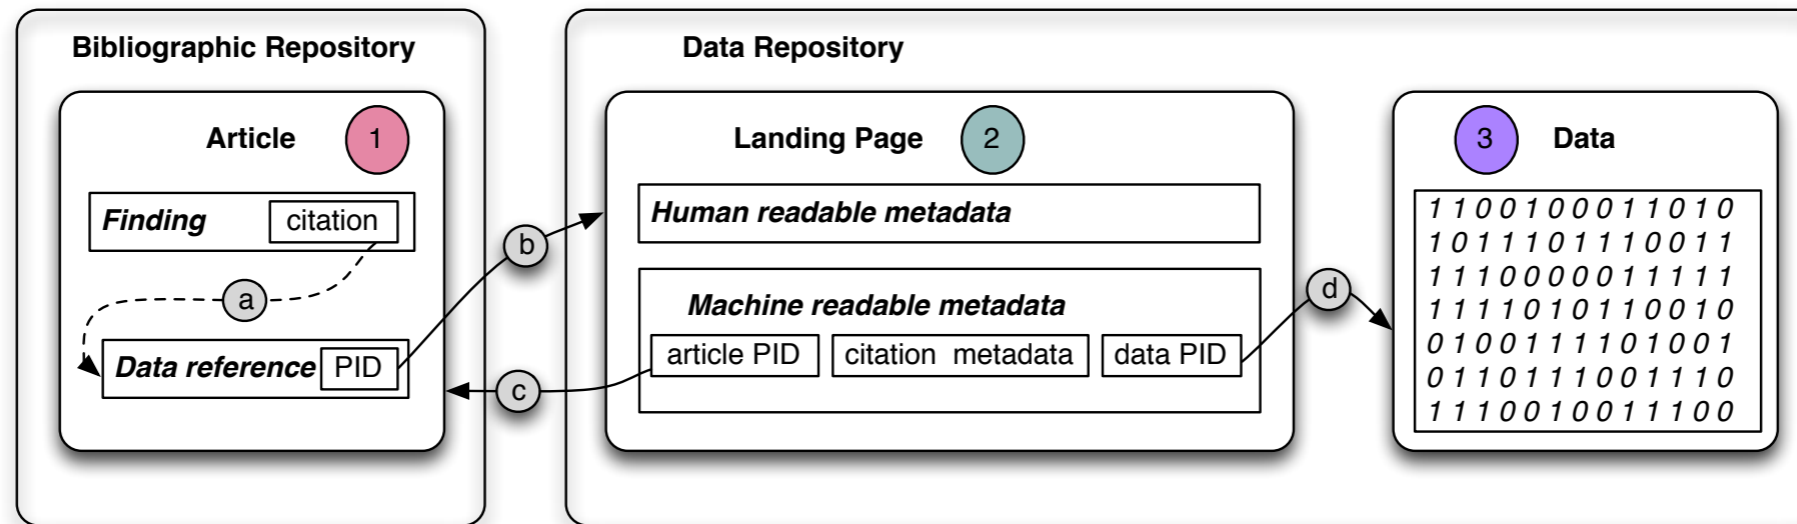 Bibliographic Repository
Article 1
Finding citation
a
Data reference PID
b
c
Data Repository
Landing Page 2
Human readable metadata
Machine readable metadata
article PID citation metadata data PID
d
3 Data
1 1 0 0 1 0 0 0 1 1 0 1 0
1 0 1 1 1 0 1 1 1 0 0 1 1
1 1 1 0 0 0 0 0 1 1 1 1 1
1 1 1 1 0 1 0 1 1 0 0 1 0
0 1 0 0 1 1 1 1 0 1 0 0 1
0 1 1 0 1 1 1 0 0 1 1 1 0
1 1 1 0 0 1 0 0 1 1 1 0 0